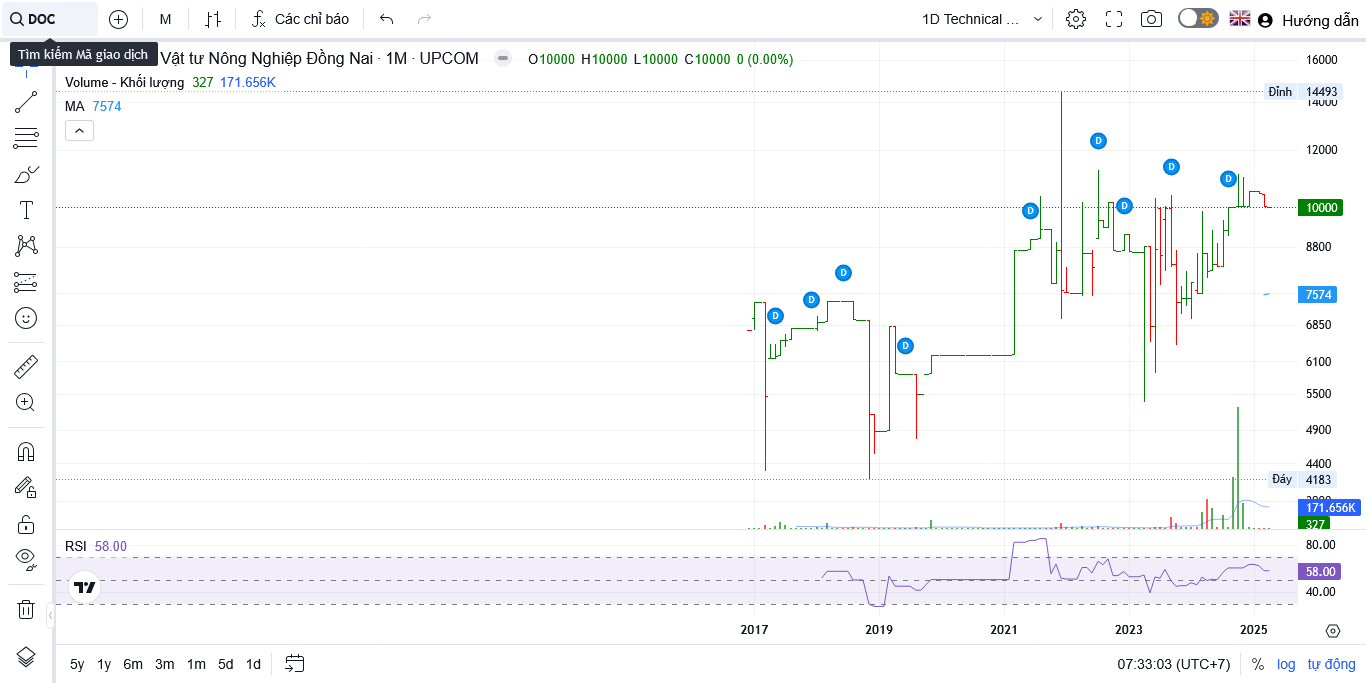 DOC
M
Các chỉ báo
1D Technical ...
Hướng dẫn
Tìm kiếm Mã giao dịch
Vật tư Nông Nghiệp Đồng Nai · 1M · UPCOM
O10000 H10000 L10000 C10000 0 (0.00%)
Volume - Khối lượng 327 171.656K
MA 7574
16000
Đỉnh 14493
14000
12000
10000
8800
7574
6850
6100
5500
4900
4400
Đáy 4183
171.656K
327
D
D
D
D
D
D
D
D
D
RSI 58.00
80.00
58.00
40.00
2017 2019 2021 2023 2025
5y 1y 6m 3m 1m 5d 1d
07:33:03 (UTC+7) % log tự động